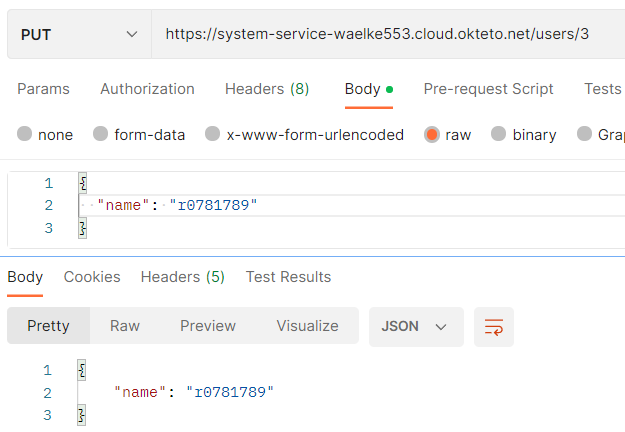 PUT https://system-service-waelke553.cloud.okteto.net/users/3
Params Authorization Headers (8) Body Pre-request Script Tests
none form-data x-www-form-urlencoded raw binary Gra
1 {
2 "name": "r0781789"
3 }
Body Cookies Headers (5) Test Results
Pretty Raw Preview Visualize JSON
1 {
2 "name": "r0781789"
3 }